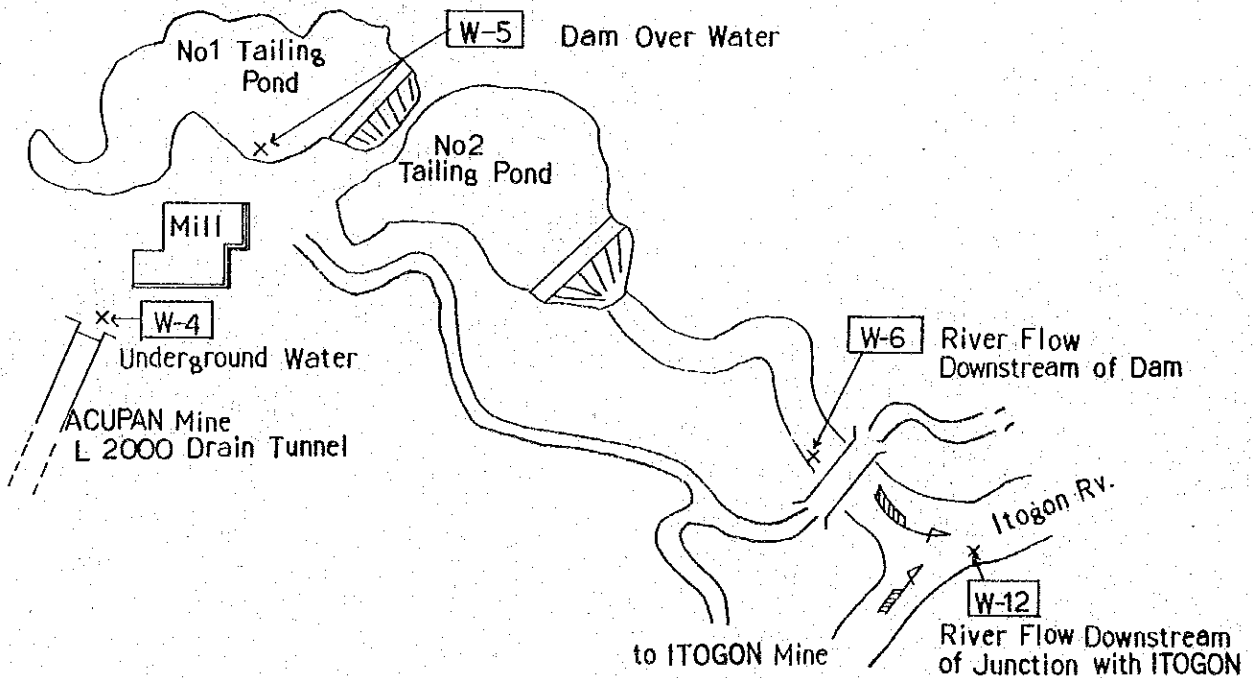 No1 Tailing
Pond
W-5
Dam Over Water
No2
Tailing Pond
Mill
W-4
Underground Water
ACUPAN Mine
L 2000 Drain Tunnel
W-6
River Flow
Downstream of Dam
Itogon Rv.
W-12
River Flow Downstream
of Junction with ITOGON
to ITOGON Mine